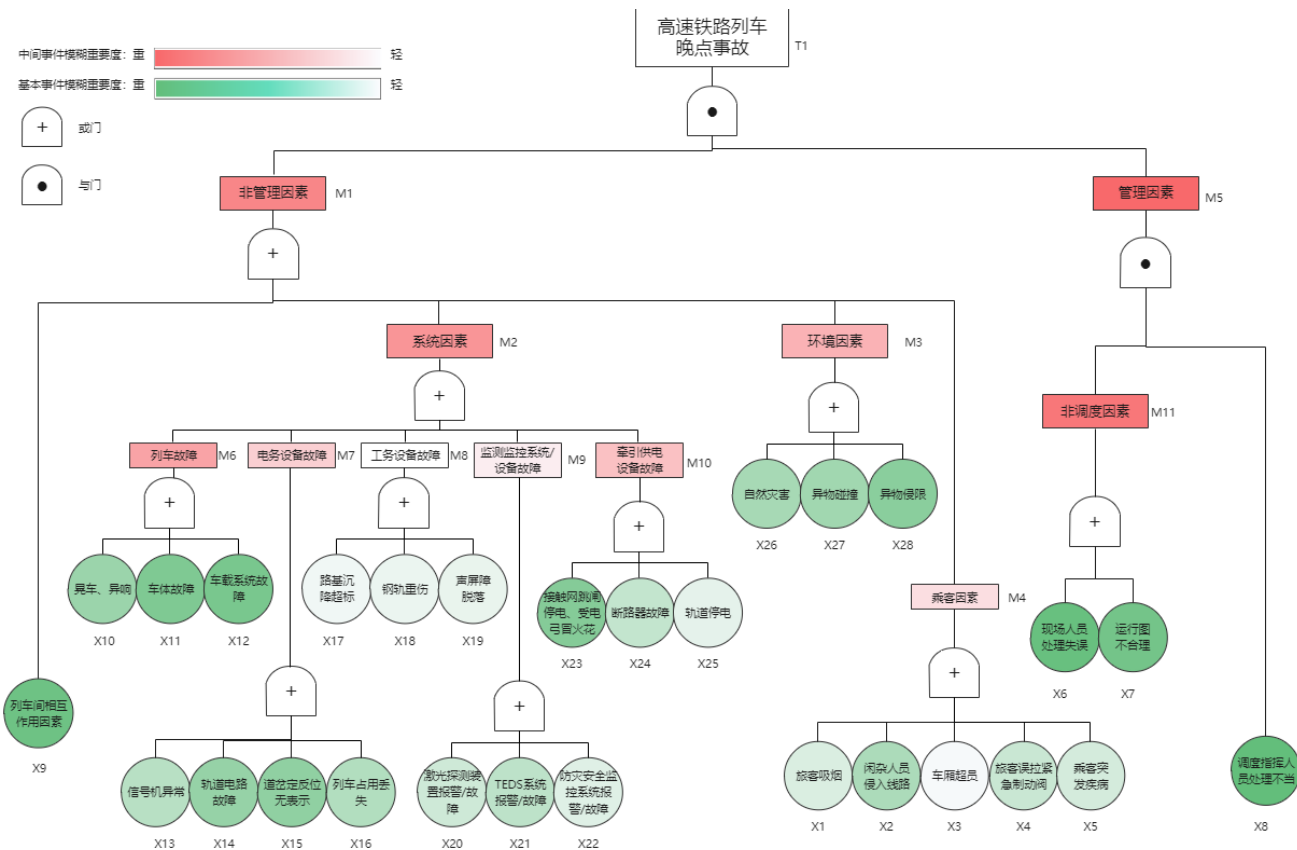 高速铁路列车
晚点事故
T1
中间事件模糊重要度：重
轻
基本事件模糊重要度：重
轻
+
或门
与门
非管理因素
M1
管理因素
M5
+
系统因素
M2
环境因素
M3
+
+
非调度因素
M11
列车故障
M6
电务设备故障
M7
工务设备故障
M8
监测监控系统/
设备故障
M9
牵引供电
设备故障
M10
+
+
+
+
自然灾害
异物碰撞
异物侵限
X26
X27
X28
晃车、异响
车体故障
车载系统故
障
X10
X11
X12
路基沉
降超标
钢轨重伤
声屏障
脱落
X17
X18
X19
接触网跳闸
停电、受电
弓冒火花
断路器故障
轨道停电
X23
X24
X25
乘客因素
M4
现场人员
处理失误
运行图
不合理
X6
X7
列车间相互
作用因素
X9
+
+
+
信号机异常
轨道电路
故障
道岔定反位
无表示
列车占用丢
失
X13
X14
X15
X16
激光探测装
置报警/故
障
TEDS系统
报警/故障
防灾安全监
控系统报
警/故障
X20
X21
X22
旅客吸烟
闲杂人员
侵入线路
车厢超员
旅客误拉紧
急制动阀
乘客突
发疾病
X1
X2
X3
X4
X5
调度指挥人
员处理不当
X8